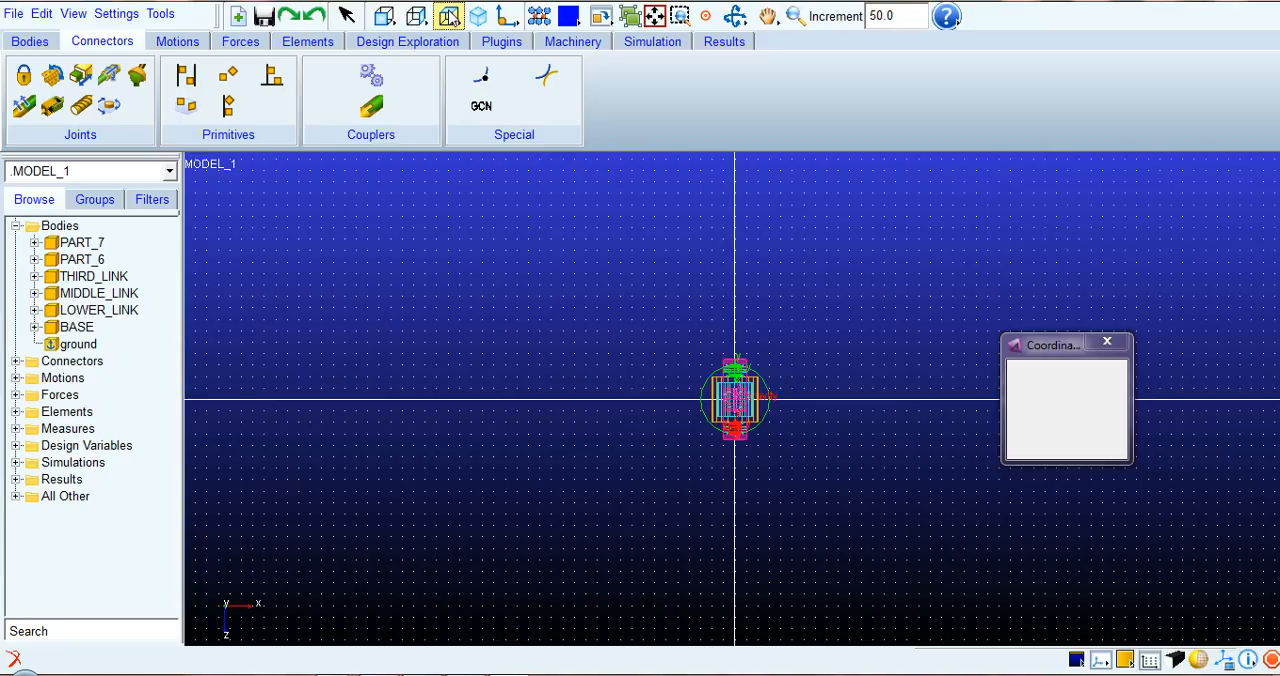 File Edit View Settings Tools
Increment 50.0
Bodies Connectors Motions Forces Elements Design Exploration Plugins Machinery Simulation Results
GCN
Joints Primitives Couplers Special
.MODEL_1
MODEL_1
Browse Groups Filters
Bodies
PART_7
PART_6
THIRD_LINK
MIDDLE_LINK
LOWER_LINK
BASE
ground
Connectors
Motions
Forces
Elements
Measures
Design Variables
Simulations
Results
All Other
Search
Coordina...
y x
z